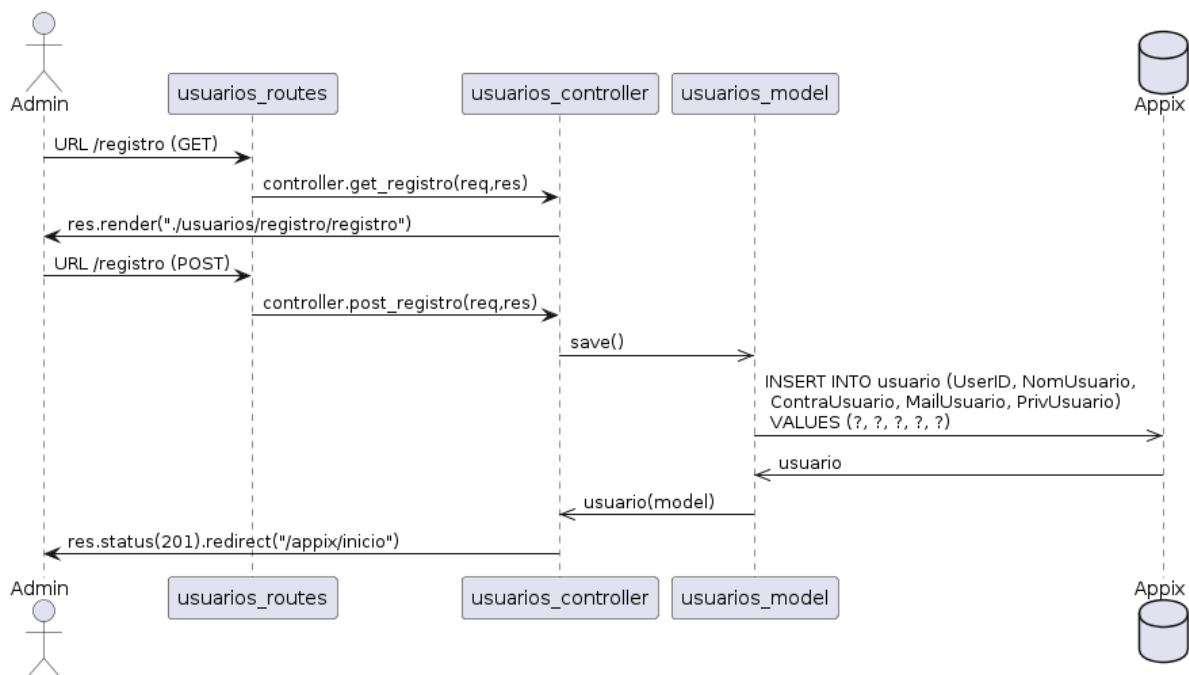 Admin
usuarios_routes
usuarios_controller
usuarios_model
Appix
URL /registro (GET)
controller.get_registro(req,res)
res.render("./usuarios/registro/registro")
URL /registro (POST)
controller.post_registro(req,res)
save()
INSERT INTO usuario (UserID, NomUsuario,
ContraUsuario, MailUsuario, PrivUsuario)
VALUES (?, ?, ?, ?, ?)
usuario
usuario(model)
res.status(201).redirect("/appix/inicio")
Admin
usuarios_routes
usuarios_controller
usuarios_model
Appix